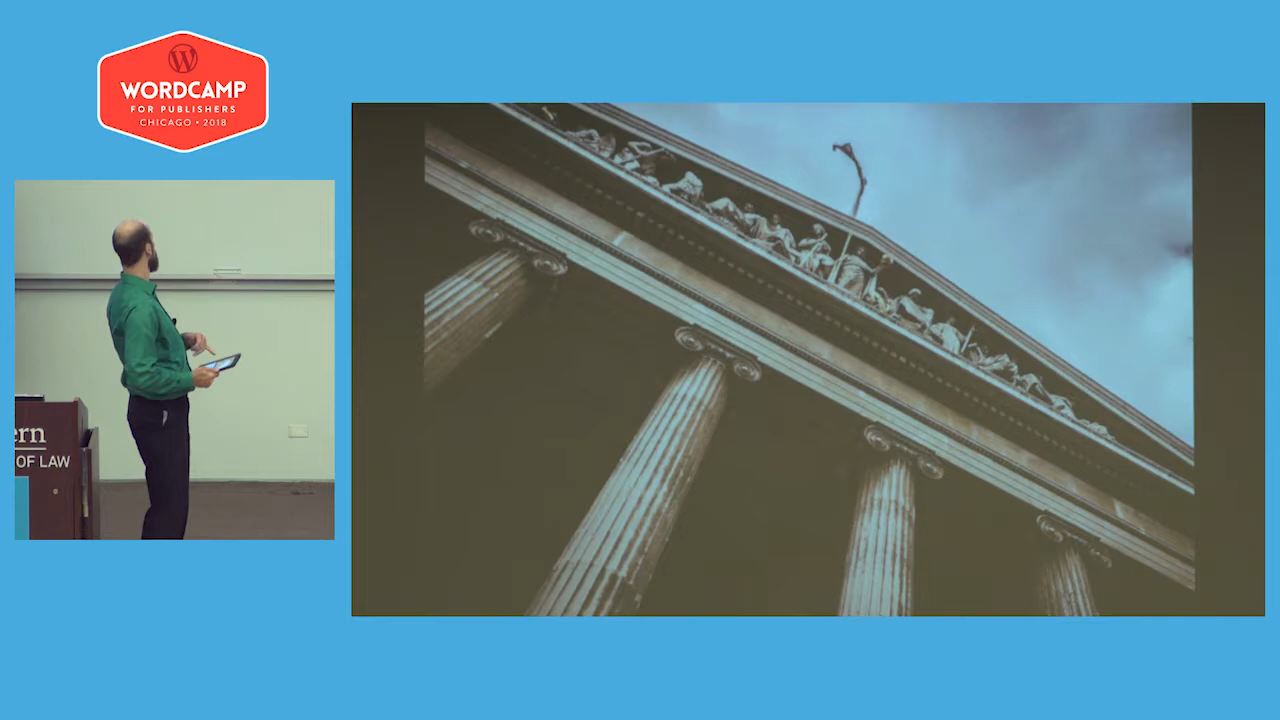 WORDCAMP
FOR PUBLISHERS
CHICAGO • 2018
ern
OF LAW